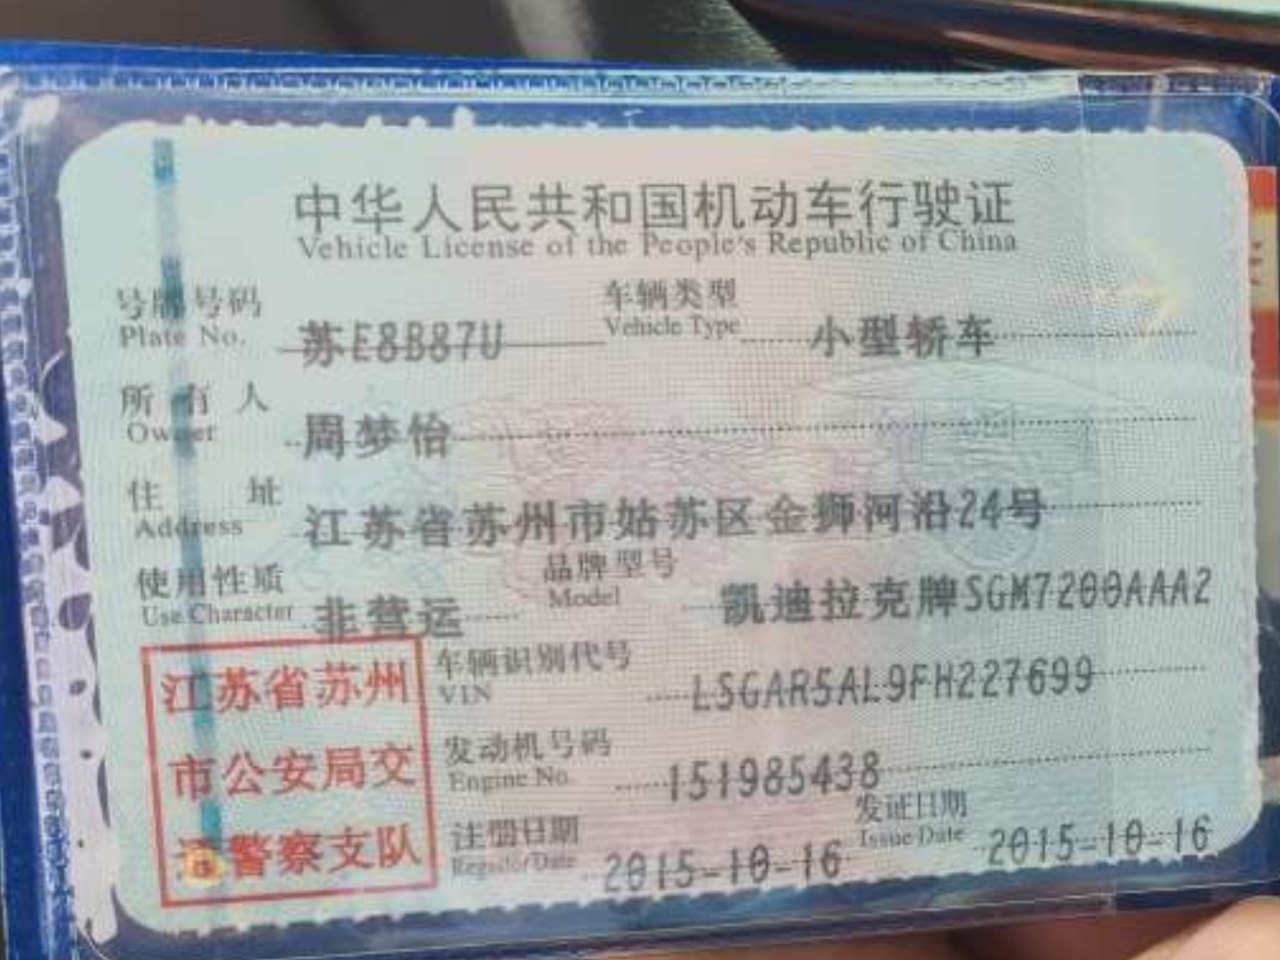 中华人民共和国机动车行驶证
Vehicle License of the People's Republic of China
号牌号码 苏E8B87U 车辆类型 小型轿车
Plate No. Vehicle Type
所有人 周梦怡
Owner
住址 江苏省苏州市姑苏区金狮河沿24号
Address
使用性质 非营运 品牌型号 凯迪拉克牌SGM7200AAA2
Use Character Model
车辆识别代号 LSGAR5AL9FH227699
VIN
发动机号码 151985438
Engine No.
注册日期 2015-10-16 发证日期 2015-10-16
Register Date Issue Date
江苏省苏州
市公安局交
通警察支队